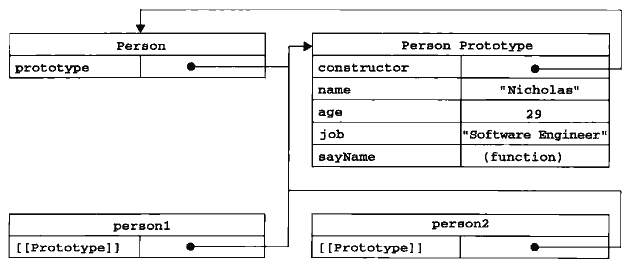 Person
prototype
Person Prototype
constructor
name "Nicholas"
age 29
job "Software Engineer"
sayName (function)
person1
[[Prototype]]
person2
[[Prototype]]